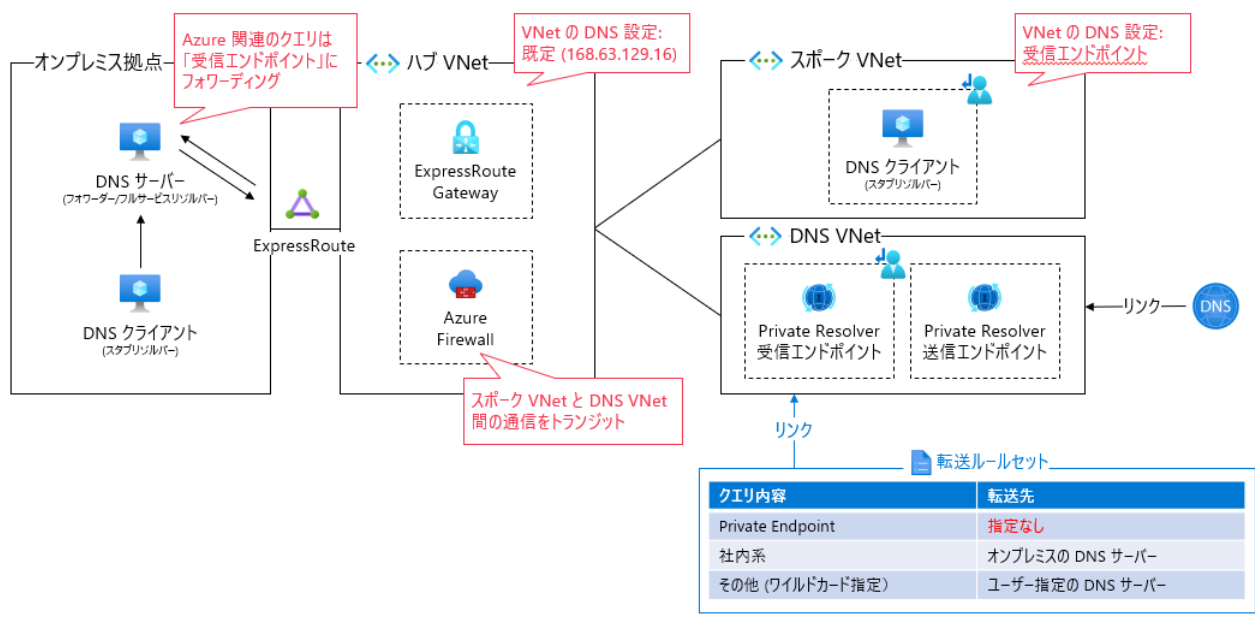 Azure 関連のクエリは
「受信エンドポイント」に
フォワーディング
オンプレミス拠点
DNS サーバー
(フォワーダー/フルサービスリゾルバー)
DNS クライアント
(スタブリゾルバー)
ExpressRoute
ハブ VNet
VNet の DNS 設定:
既定 (168.63.129.16)
ExpressRoute
Gateway
Azure
Firewall
スポーク VNet と DNS VNet
間の通信をトランジット
スポーク VNet
VNet の DNS 設定:
受信エンドポイント
DNS クライアント
(スタブリゾルバー)
DNS VNet
Private Resolver
受信エンドポイント
Private Resolver
送信エンドポイント
リンク
DNS
リンク
転送ルールセット
クエリ内容 転送先
Private Endpoint 指定なし
社内系 オンプレミスの DNS サーバー
その他 (ワイルドカード指定) ユーザー指定の DNS サーバー